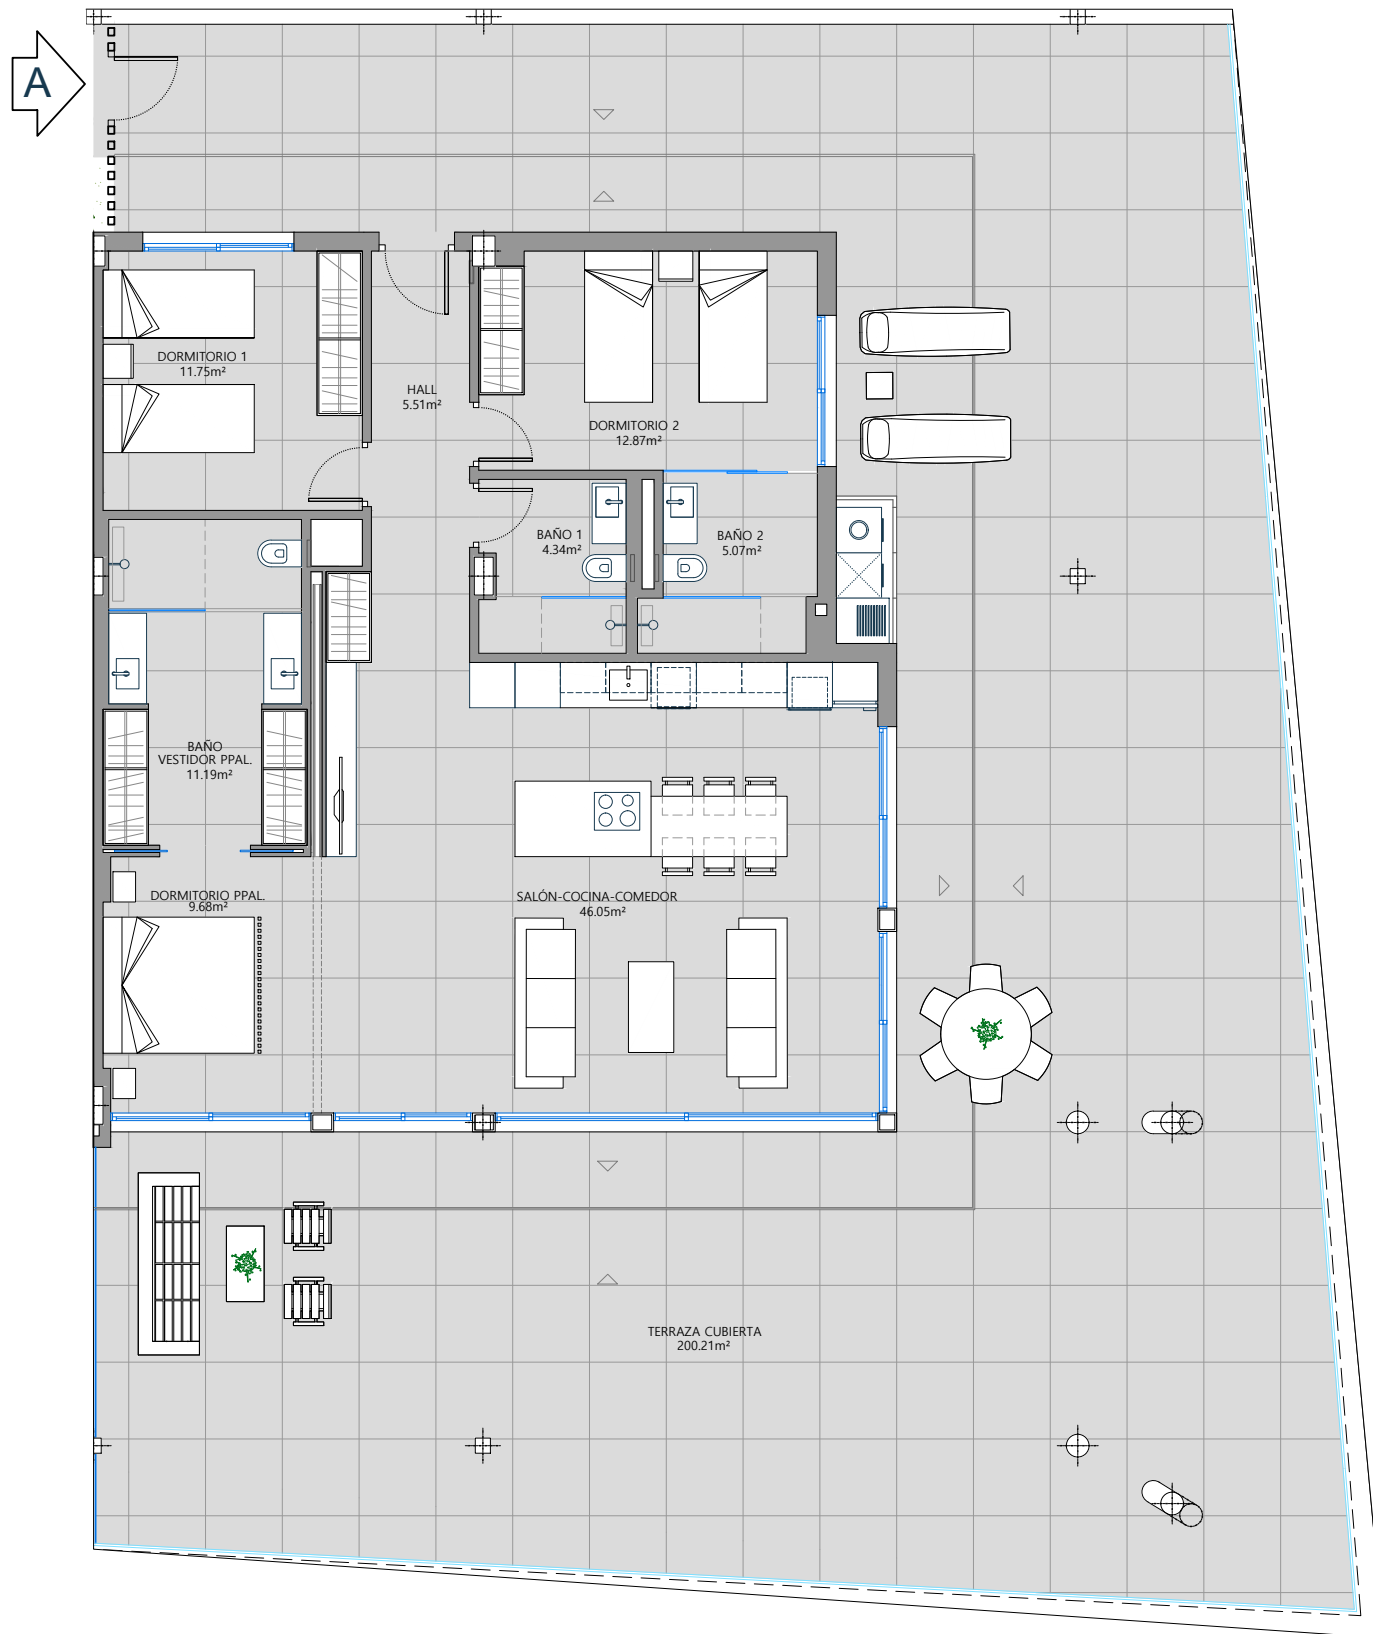 A
DORMITORIO 1
11.75m²
HALL
5.51m²
DORMITORIO 2
12.87m²
BAÑO 1
4.34m²
BAÑO 2
5.07m²
BAÑO
VESTIDOR PPAL.
11.19m²
DORMITORIO PPAL.
9.68m²
SALÓN-COCINA-COMEDOR
46.05m²
TERRAZA CUBIERTA
200.21m²